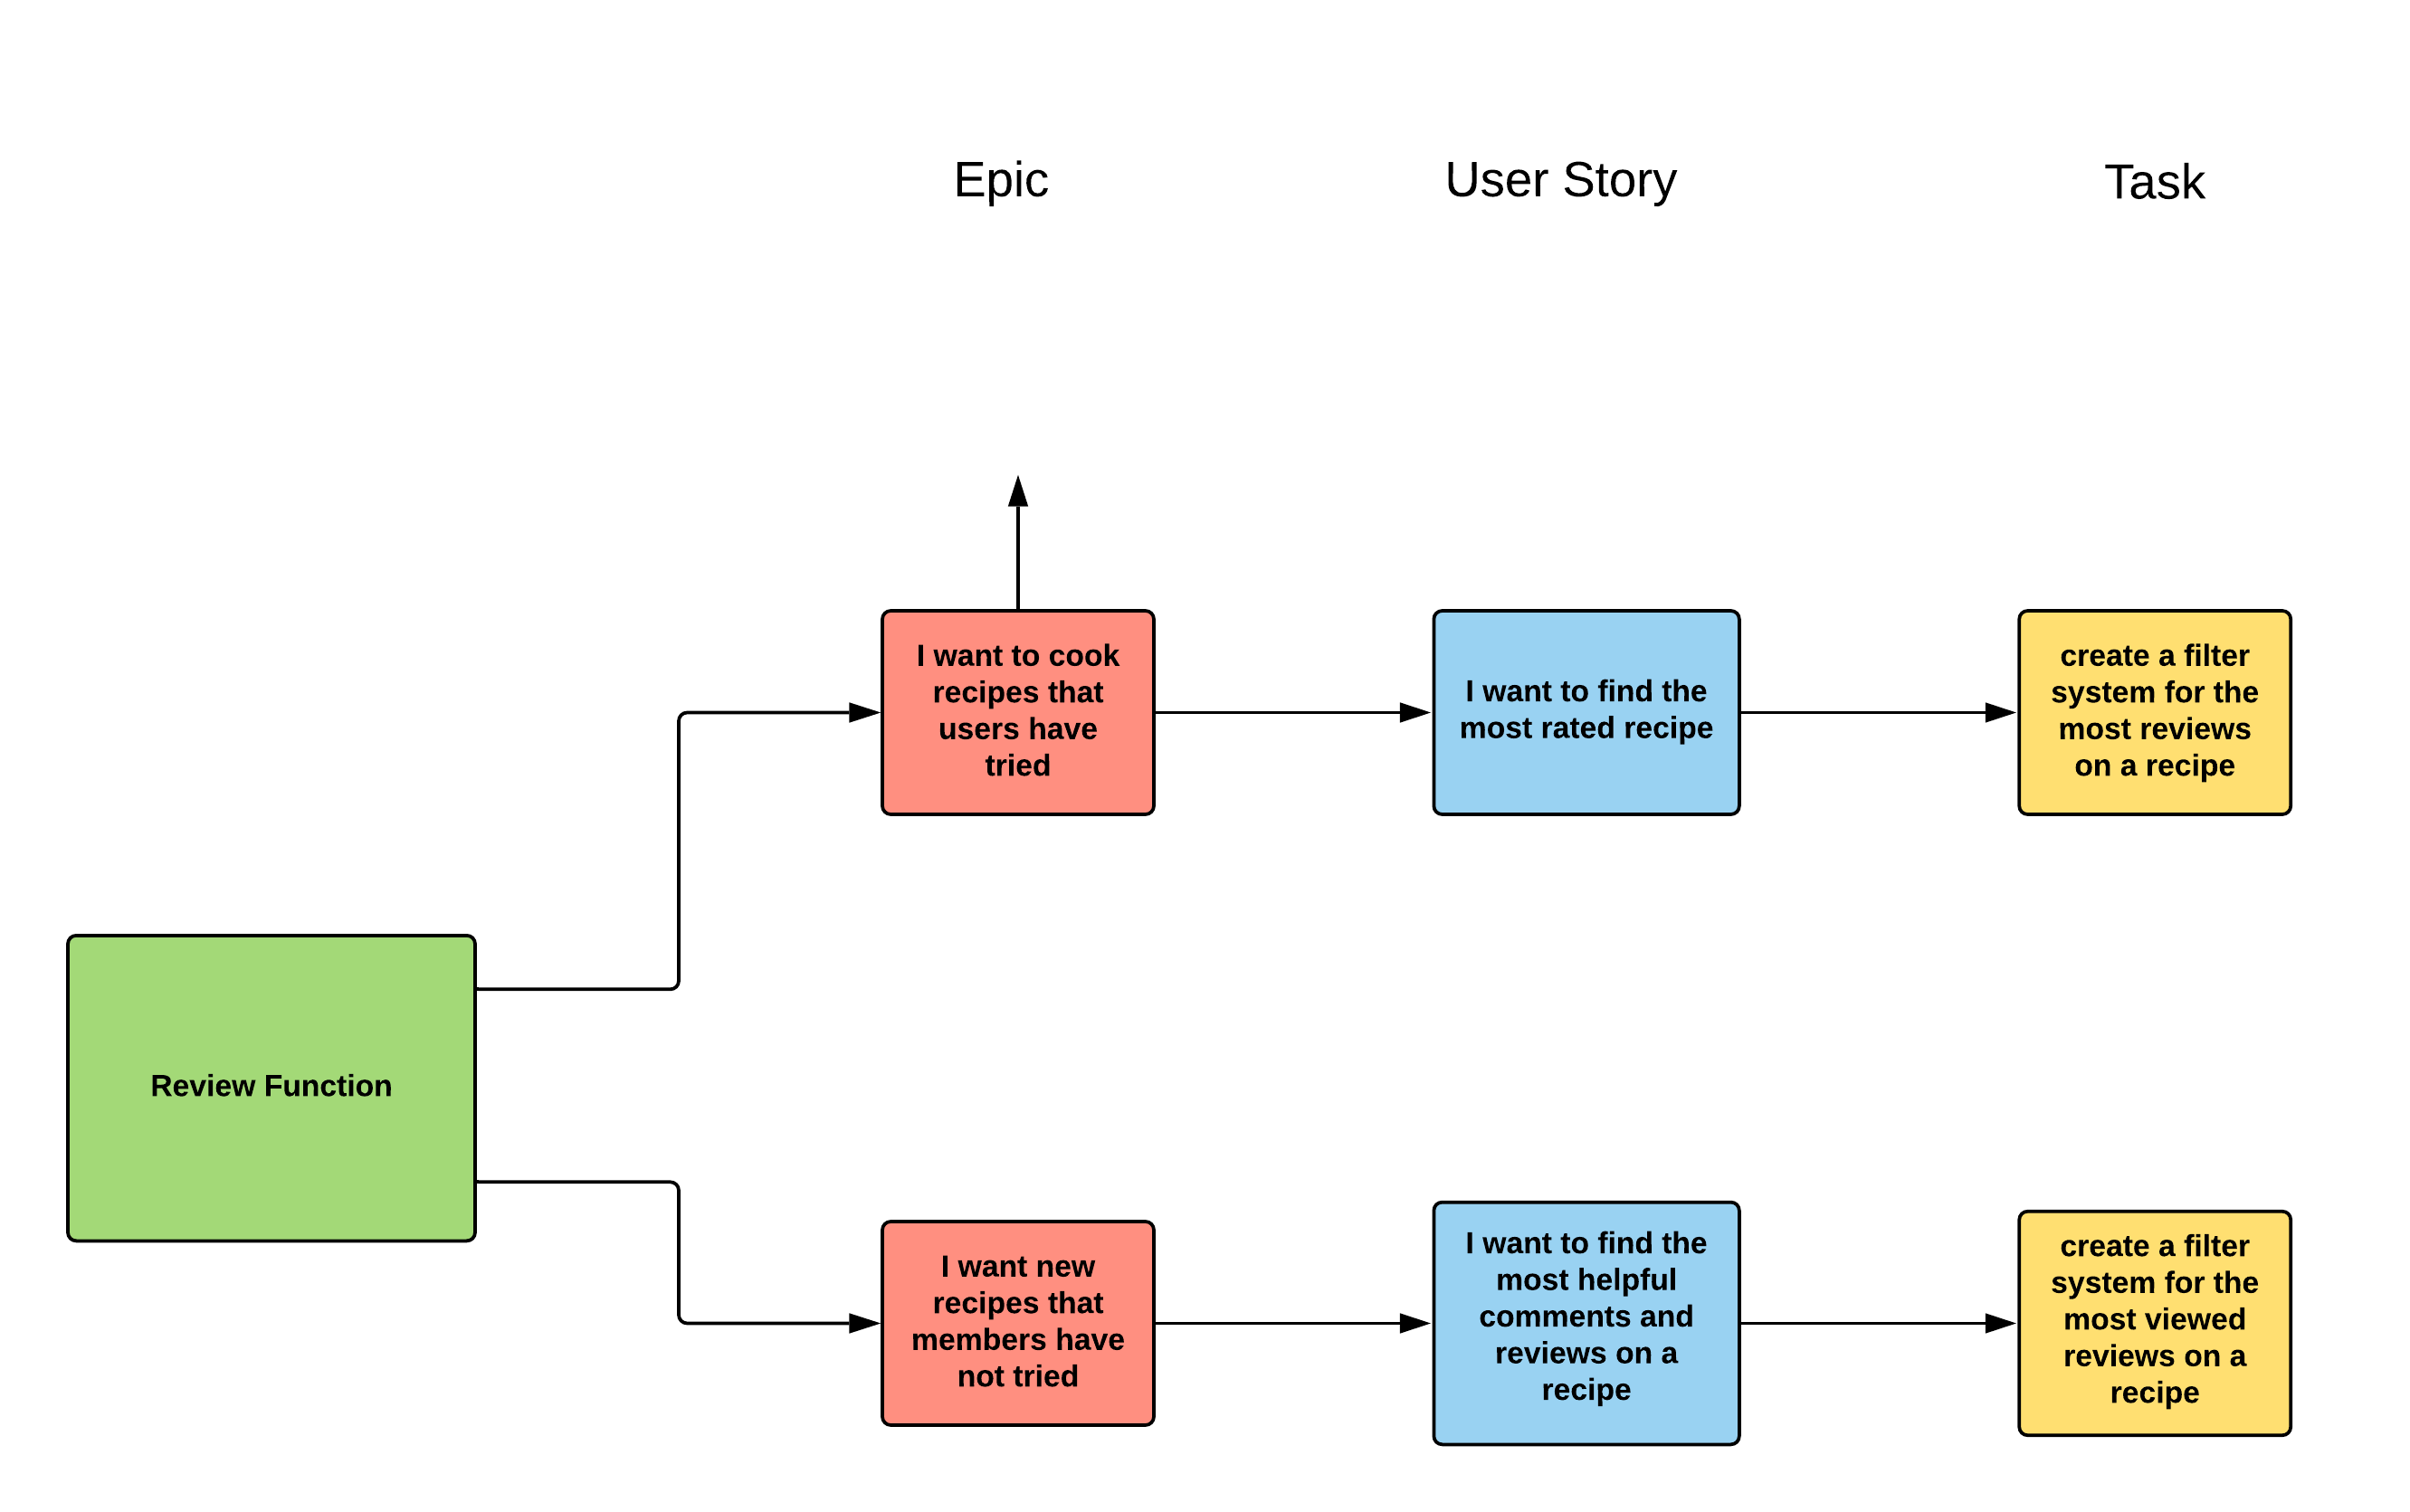 Epic
User Story
Task
I want to cook
recipes that
users have
tried
I want to find the
most rated recipe
create a filter
system for the
most reviews
on a recipe
Review Function
I want new
recipes that
members have
not tried
I want to find the
most helpful
comments and
reviews on a
recipe
create a filter
system for the
most viewed
reviews on a
recipe